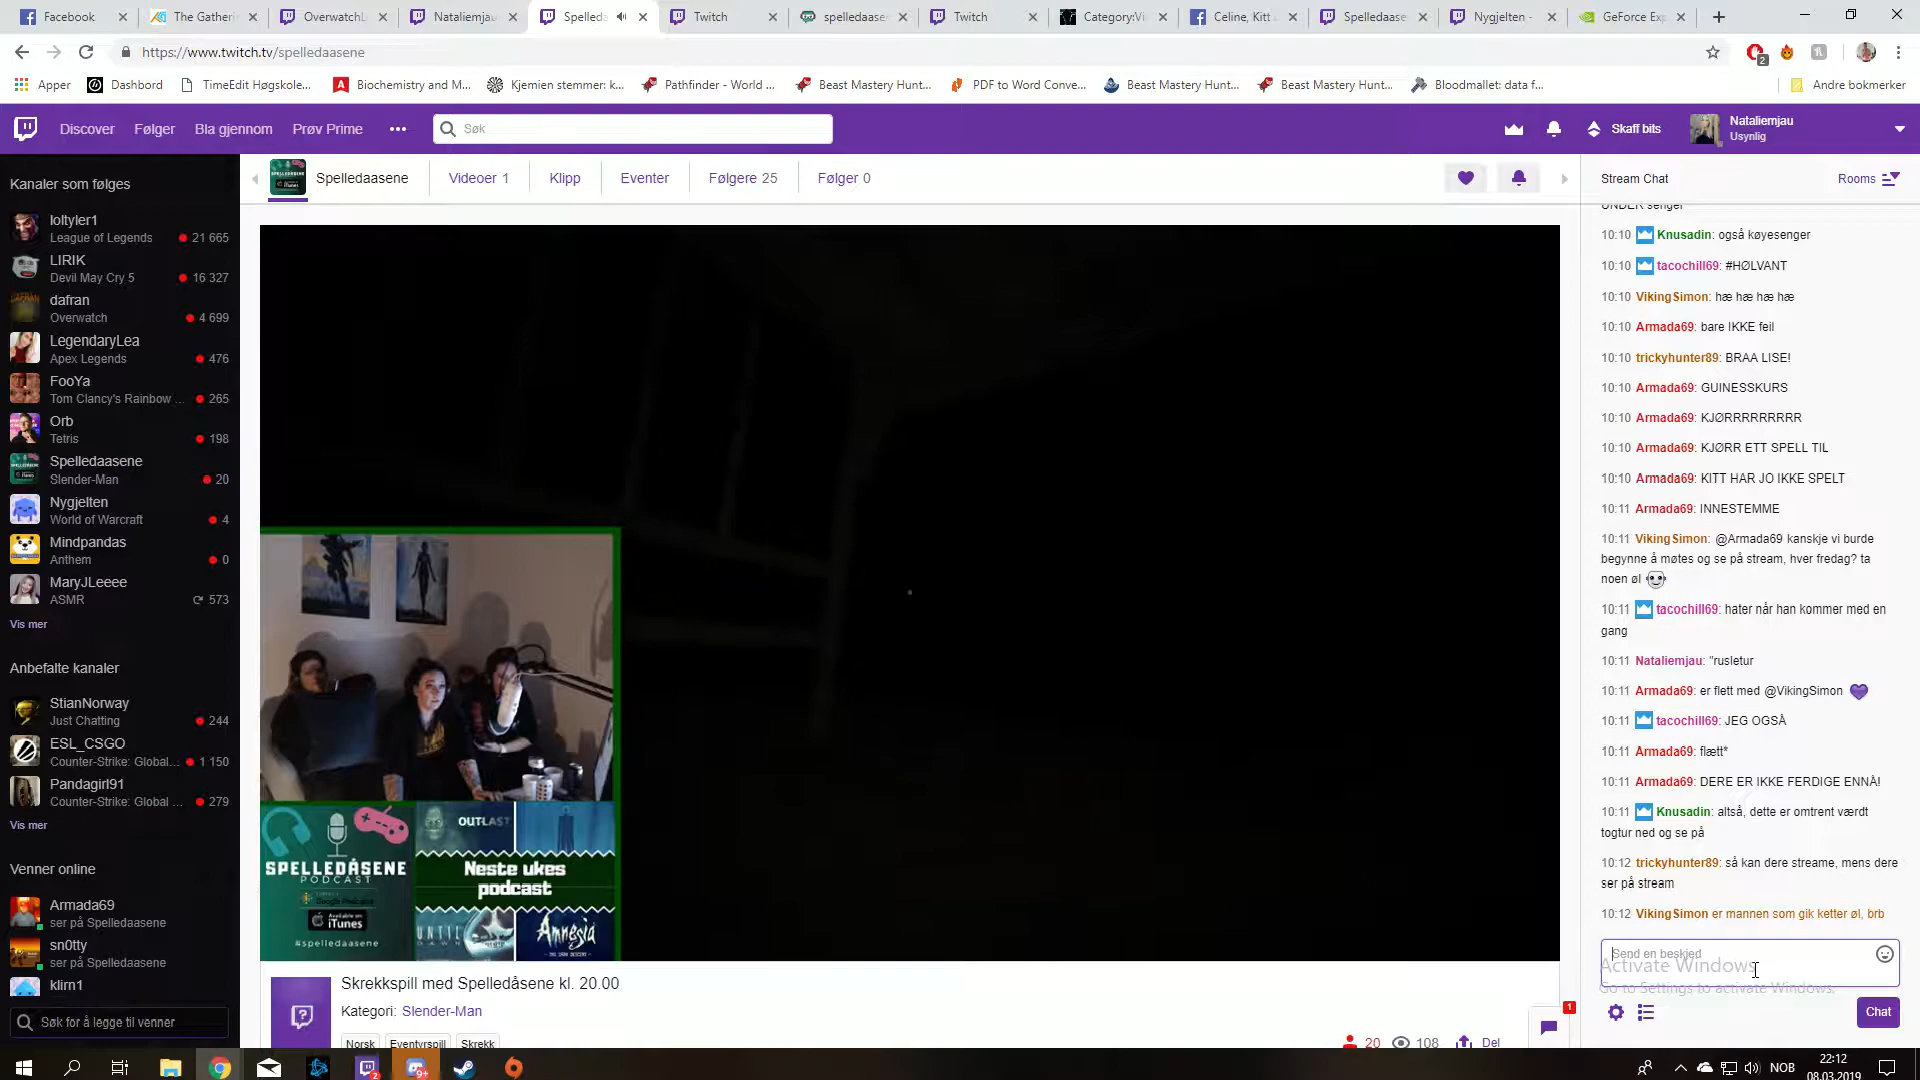 Facebook
The Gatheri
OverwatchL
Nataliemjau
Spelleda
Twitch
spelledaase
Twitch
Category:Vi
Celine, Kitt
Spelledaase
Nygjelten -
GeForce Exp
https://www.twitch.tv/spelledaasene
2
Apper
Dashbord
TimeEdit Høgskole...
Biochemistry and M...
Kjemien stemmer: k...
Pathfinder - World ...
Beast Mastery Hunt...
PDF to Word Conve...
Beast Mastery Hunt...
Beast Mastery Hunt...
Bloodmallet: data f...
Andre bokmerker
Discover
Følger
Bla gjennom
Prøv Prime
Søk
Skaff bits
Nataliemjau
Usynlig
Kanaler som følges
loltyler1
League of Legends 21 665
LIRIK
Devil May Cry 5 16 327
dafran
Overwatch 4 699
LegendaryLea
Apex Legends 476
FooYa
Tom Clancy's Rainbow ... 265
Orb
Tetris 198
Spelledaasene
Slender-Man 20
Nygjelten
World of Warcraft 4
Mindpandas
Anthem 0
MaryJLeeee
ASMR 573
Vis mer
Anbefalte kanaler
StianNorway
Just Chatting 244
ESL_CSGO
Counter-Strike: Global... 1 150
Pandagirl91
Counter-Strike: Global ... 279
Vis mer
Venner online
Armada69
ser på Spelledaasene
sn0tty
ser på Spelledaasene
klirn1
Søk for å legge til venner
Spelledaasene
Videoer 1
Klipp
Eventer
Følgere 25
Følger 0
SPELLEDÅSENE
PODCAST
Available on
iTunes
#spelledaasene
OUTLAST
Neste ukes
podcast
UNTIL
DAWN
Amnesia
Skrekkspill med Spelledåsene kl. 20.00
Kategori: Slender-Man
Norsk
Eventyrspill
Skrekk
20
108
Del
1
Stream Chat
Rooms
UNDER senger
10:10 Knusadin: også køyesenger
10:10 tacochill69: #HØLVANT
10:10 VikingSimon: hæ hæ hæ hæ
10:10 Armada69: bare IKKE feil
10:10 trickyhunter89: BRAA LISE!
10:10 Armada69: GUINESSKURS
10:10 Armada69: KJØRRRRRRRRR
10:10 Armada69: KJØRR ETT SPELL TIL
10:10 Armada69: KITT HAR JO IKKE SPELT
10:11 Armada69: INNESTEMME
10:11 VikingSimon: @Armada69 kanskje vi burde
begynne å møtes og se på stream, hver fredag? ta
noen øl
10:11 tacochill69: hater når han kommer med en
gang
10:11 Nataliemjau: "rusletur
10:11 Armada69: er flett med @VikingSimon
10:11 tacochill69: JEG OGSÅ
10:11 Armada69: flætt*
10:11 Armada69: DERE ER IKKE FERDIGE ENNÅ!
10:11 Knusadin: altså, dette er omtrent værdt
togtur ned og se på
10:12 trickyhunter89: så kan dere streame, mens dere
ser på stream
10:12 VikingSimon er mannen som gik ketter øl, brb
Send en beskjed
Activate Windows
Go to Settings to activate Windows.
Chat
2
9+
NOB
22:12
08.03.2019